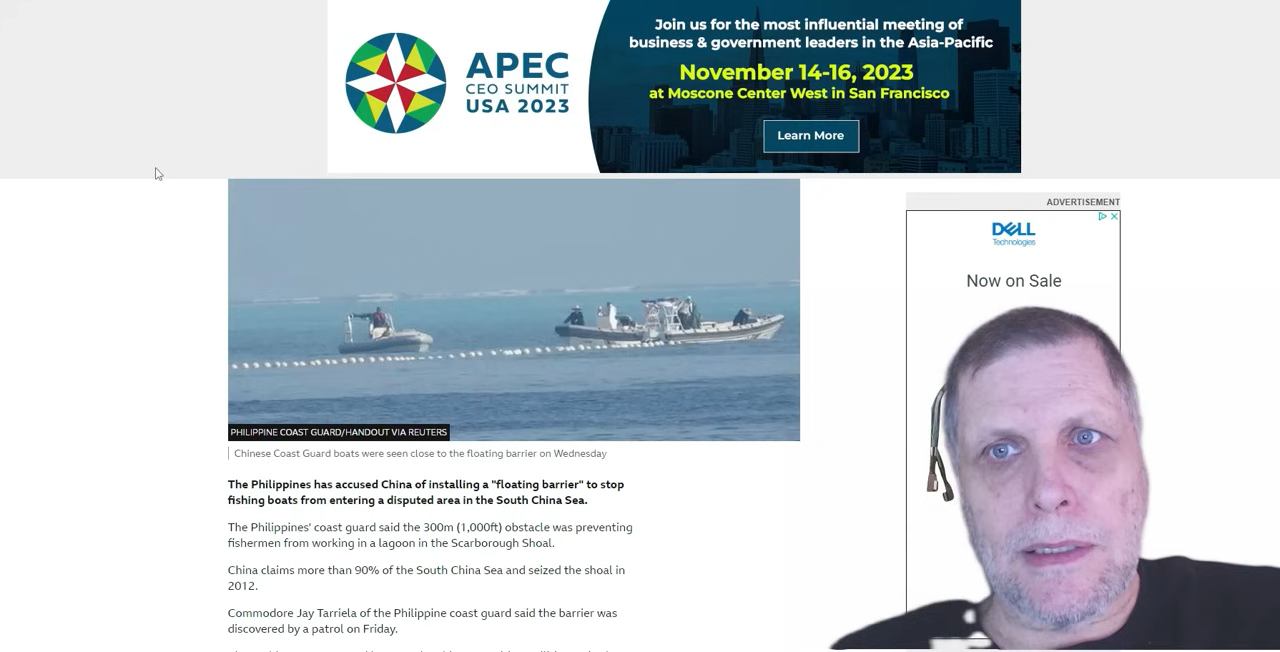 APEC
CEO SUMMIT
USA 2023
Join us for the most influential meeting of
business & government leaders in the Asia-Pacific
November 14-16, 2023
at Moscone Center West in San Francisco
Learn More
ADVERTISEMENT
DELL
Technologies
Now on Sale
PHILIPPINE COAST GUARD/HANDOUT VIA REUTERS
Chinese Coast Guard boats were seen close to the floating barrier on Wednesday
The Philippines has accused China of installing a "floating barrier" to stop
fishing boats from entering a disputed area in the South China Sea.
The Philippines' coast guard said the 300m (1,000ft) obstacle was preventing
fishermen from working in a lagoon in the Scarborough Shoal.
China claims more than 90% of the South China Sea and seized the shoal in
2012.
Commodore Jay Tarriela of the Philippine coast guard said the barrier was
discovered by a patrol on Friday.